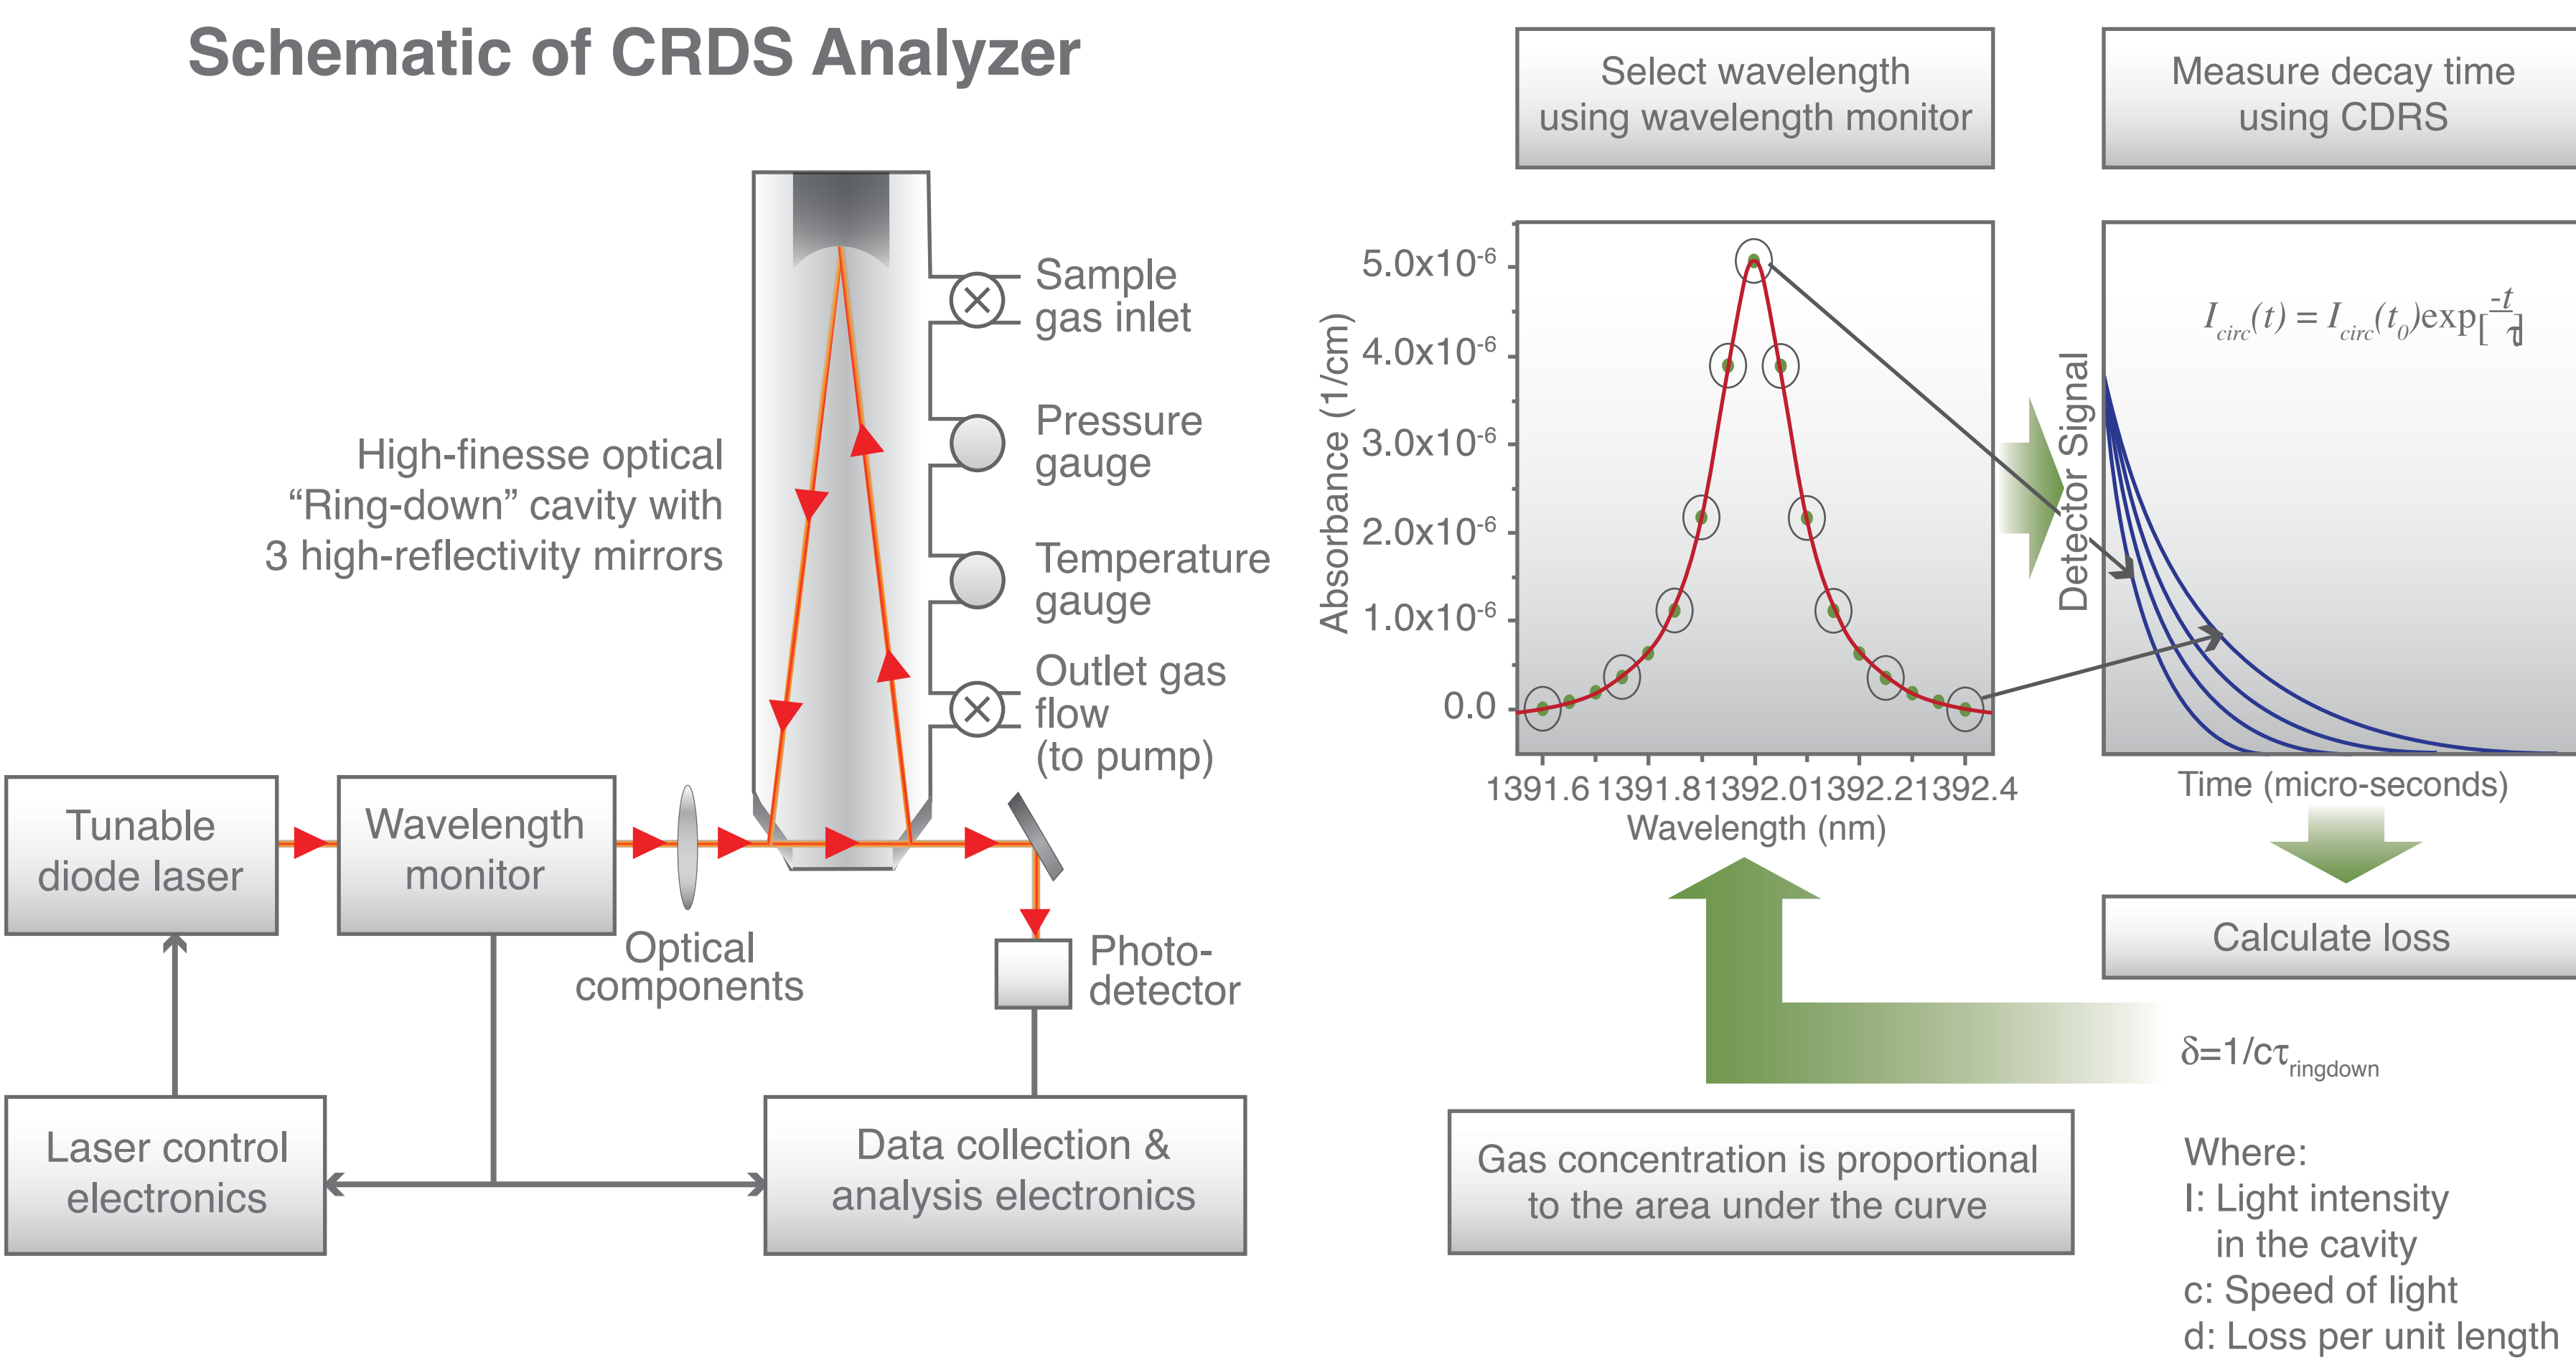 Schematic of CRDS Analyzer
Sample
gas inlet
Pressure
gauge
Temperature
gauge
Outlet gas
flow
(to pump)
High-finesse optical
“Ring-down” cavity with
3 high-reflectivity mirrors
Tunable
diode laser
Wavelength
monitor
Optical
components
Photo-
detector
Laser control
electronics
Data collection &
analysis electronics
Select wavelength
using wavelength monitor
Absorbance (1/cm)
5.0x10⁻⁶
4.0x10⁻⁶
3.0x10⁻⁶
2.0x10⁻⁶
1.0x10⁻⁶
0.0
1391.6 1391.8 1392.0 1392.2 1392.4
Wavelength (nm)
Measure decay time
using CDRS
I_circ(t) = I_circ(t_0)exp[-t/τ]
Detector Signal
Time (micro-seconds)
Calculate loss
δ=1/cτ_ringdown
Gas concentration is proportional
to the area under the curve
Where:
I: Light intensity
in the cavity
c: Speed of light
d: Loss per unit length